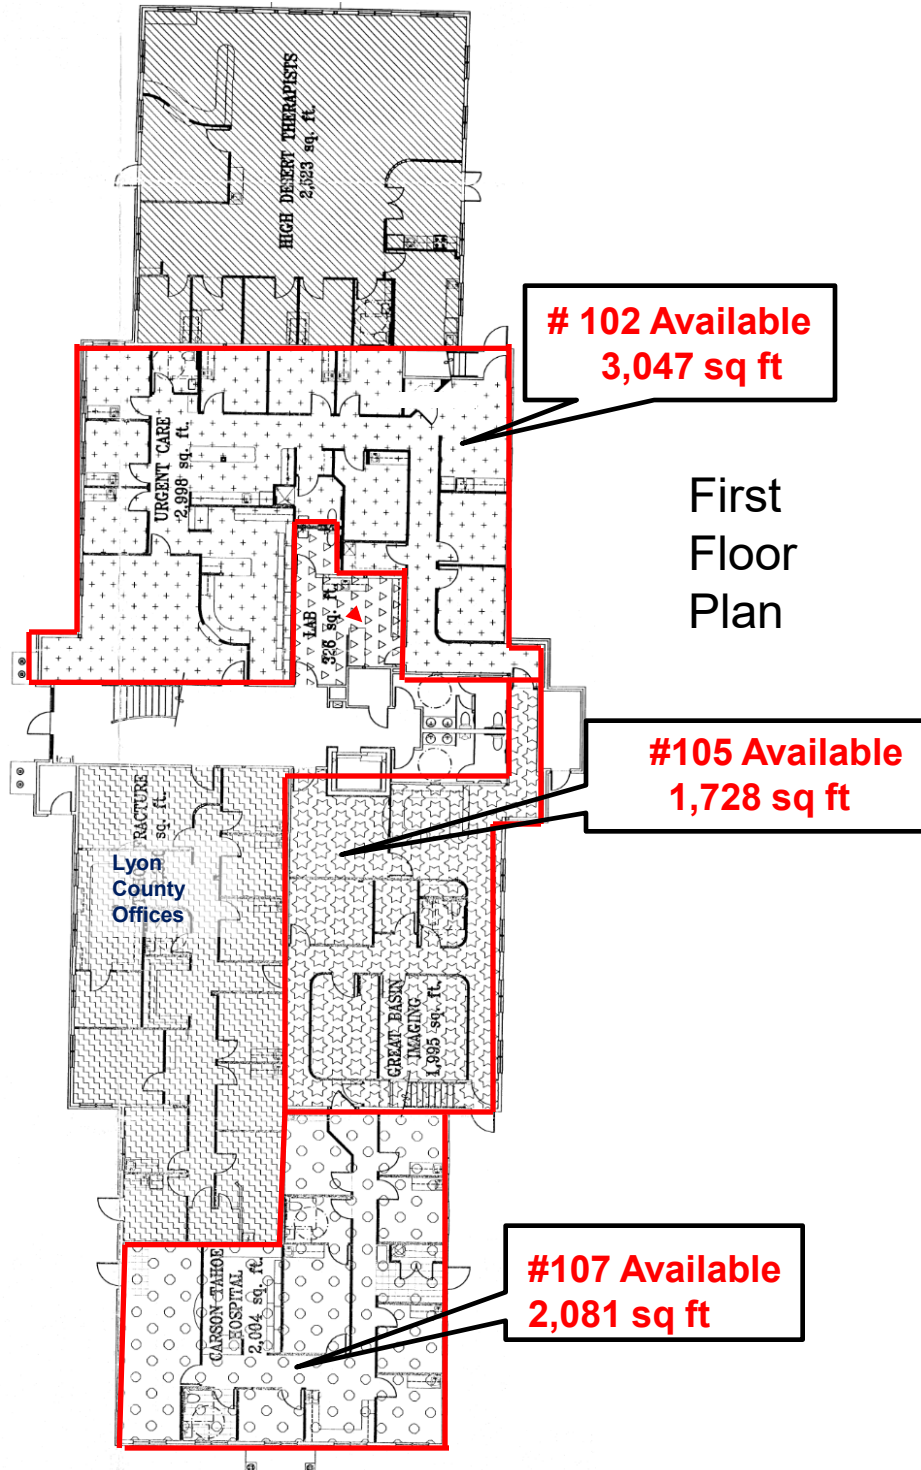 HIGH DESERT THERAPISTS
2,523 sq. ft.
# 102 Available
3,047 sq ft
URGENT CARE
2,998 sq. ft.
First
Floor
Plan
LAB
326 sq. ft.
#105 Available
1,728 sq ft
FRACTURE
sq. ft.
Lyon
County
Offices
GREAT BASIN
IMAGING
1,995 sq. ft.
#107 Available
2,081 sq ft
CARSON TAHOE
HOSPITAL
2,004 sq. ft.